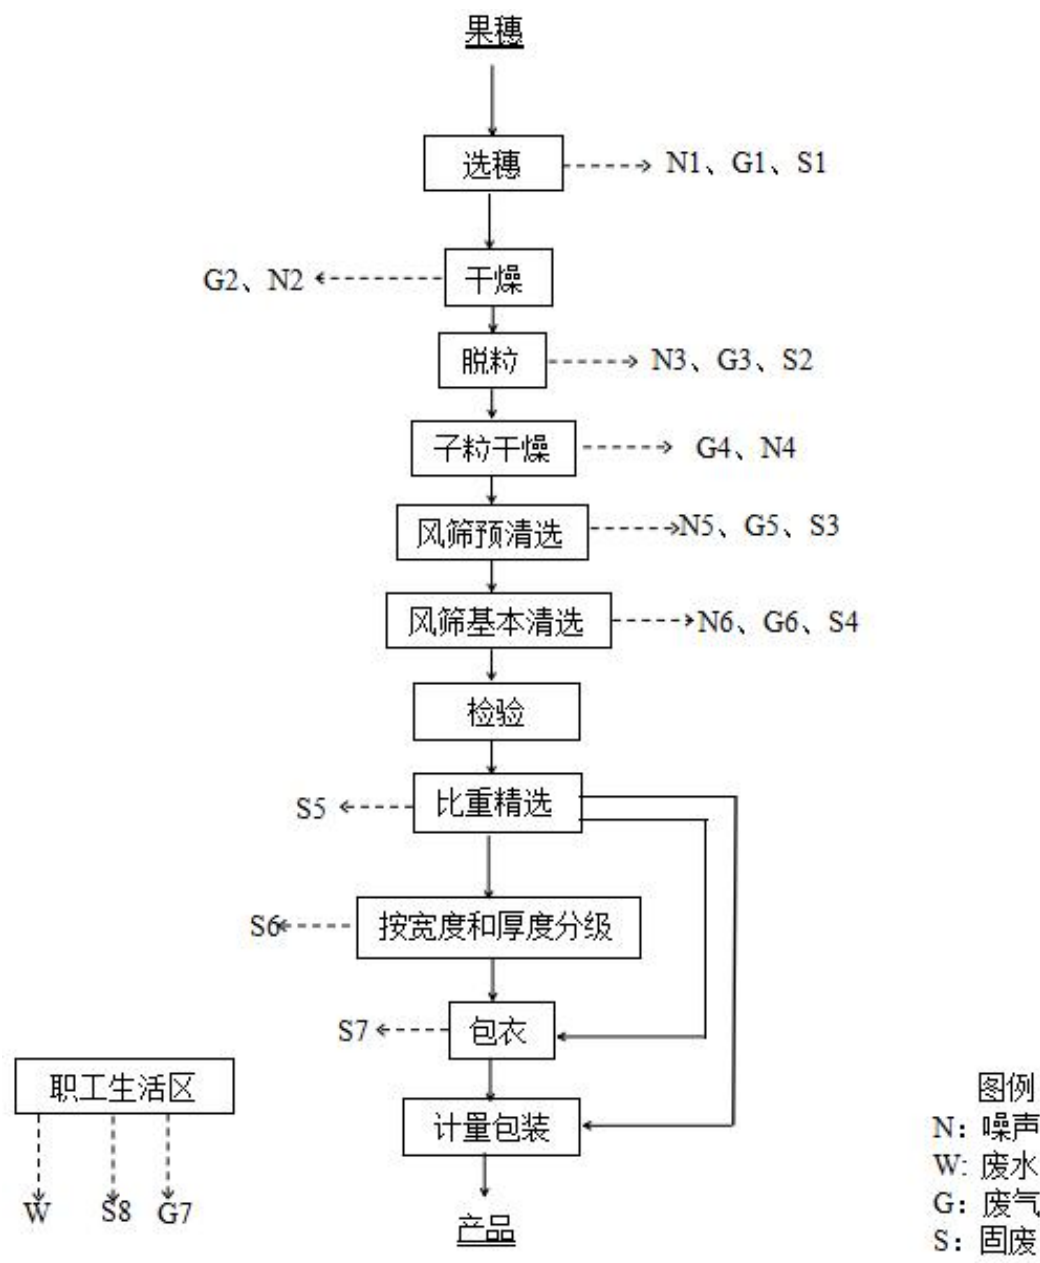 果穗
选穗
N1、G1、S1
G2、N2
干燥
脱粒
N3、G3、S2
子粒干燥
G4、N4
风筛预清选
N5、G5、S3
风筛基本清选
N6、G6、S4
检验
S5
比重精选
S6
按宽度和厚度分级
S7
包衣
职工生活区
计量包装
W
S8
G7
产品
图例
N：噪声
W: 废水
G：废气
S：固废